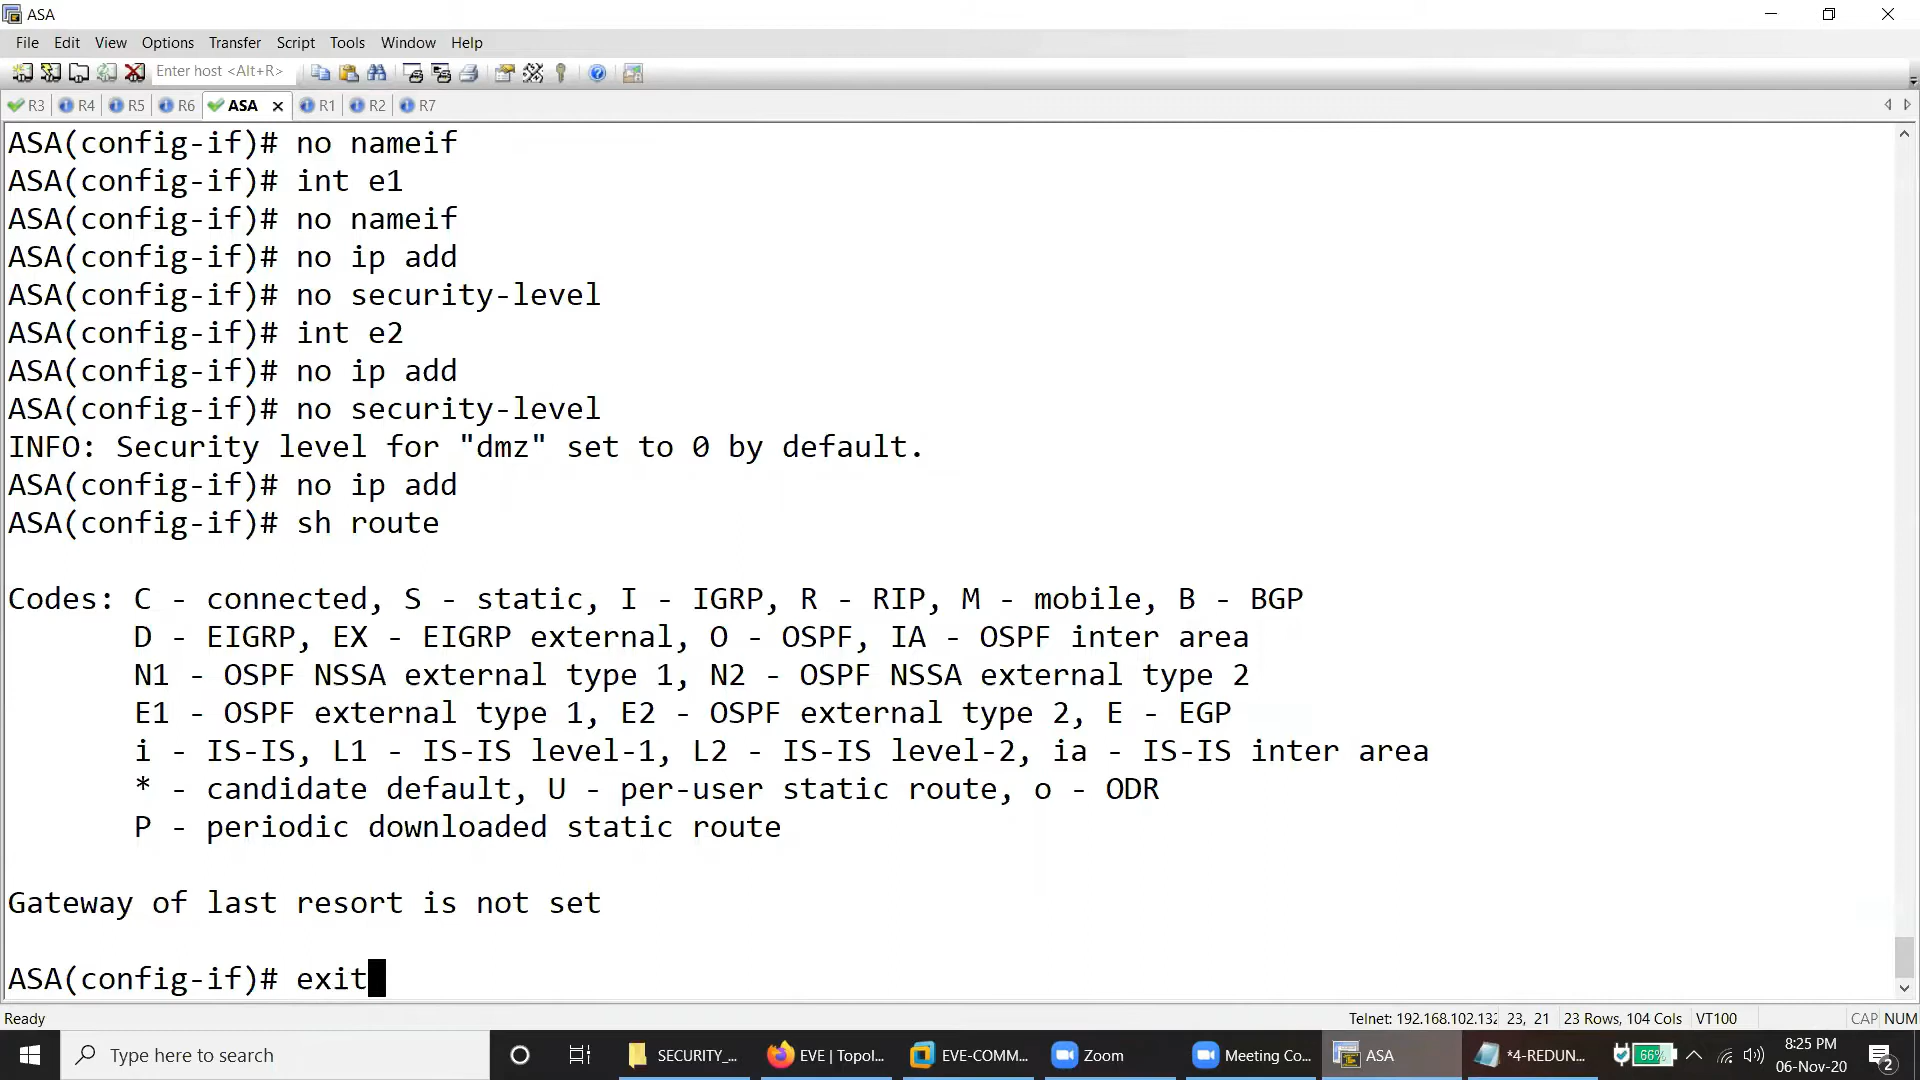 ASA
File Edit View Options Transfer Script Tools Window Help
Enter host <Alt+R>
R3 R4 R5 R6 ASA R1 R2 R7
ASA(config-if)# no nameif
ASA(config-if)# int e1
ASA(config-if)# no nameif
ASA(config-if)# no ip add
ASA(config-if)# no security-level
ASA(config-if)# int e2
ASA(config-if)# no ip add
ASA(config-if)# no security-level
INFO: Security level for "dmz" set to 0 by default.
ASA(config-if)# no ip add
ASA(config-if)# sh route
Codes: C - connected, S - static, I - IGRP, R - RIP, M - mobile, B - BGP
D - EIGRP, EX - EIGRP external, O - OSPF, IA - OSPF inter area
N1 - OSPF NSSA external type 1, N2 - OSPF NSSA external type 2
E1 - OSPF external type 1, E2 - OSPF external type 2, E - EGP
i - IS-IS, L1 - IS-IS level-1, L2 - IS-IS level-2, ia - IS-IS inter area
* - candidate default, U - per-user static route, o - ODR
P - periodic downloaded static route
Gateway of last resort is not set
ASA(config-if)# exit
Ready Telnet: 192.168.102.132 23, 21 23 Rows, 104 Cols VT100 CAP NUM
Type here to search SECURITY_... EVE | Topol... EVE-COMM... Zoom Meeting Co... ASA *4-REDUN... 66% 8:25 PM
06-Nov-20 2